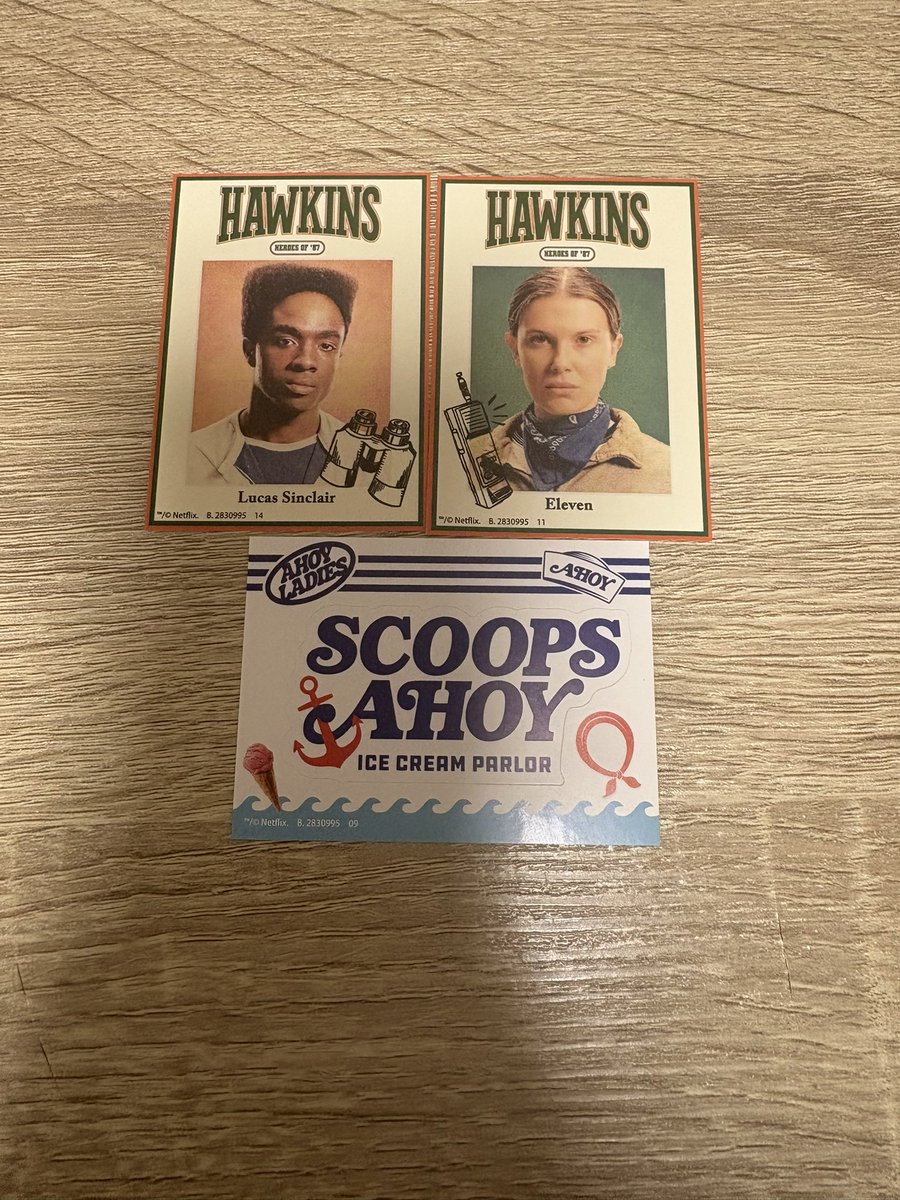 HAWKINS
HEROES OF '87
Lucas Sinclair
™/© Netflix. B. 2830995 14
HAWKINS
HEROES OF '87
Eleven
™/© Netflix. B. 2830995 11
AHOY
LADIES
AHOY
SCOOPS
AHOY
ICE CREAM PARLOR
™/© Netflix. B. 2830995 09